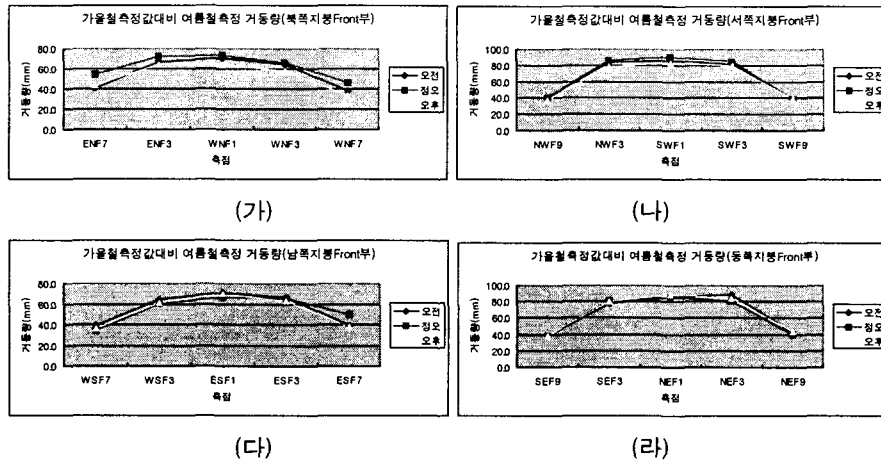 가을철측정값대비 여름철측정 거동량(북쪽지붕Front부)
거동량(mm)
80.0
60.0
40.0
20.0
0.0
ENF7 ENF3 WNF1 WNF3 WNF7
측점
오전
정오
오후
(가)
가을철측정값대비 여름철측정 거동량(서쪽지붕Front부)
거동량(mm)
100.0
80.0
60.0
40.0
20.0
0.0
NWF9 NWF3 SWF1 SWF3 SWF9
측점
오전
정오
오후
(나)
가을철측정값대비 여름철측정 거동량(남쪽지붕Front부)
거동량(mm)
80.0
60.0
40.0
20.0
0.0
WSF7 WSF3 ESF1 ESF3 ESF7
측점
오전
정오
오후
(다)
가을철측정값대비 여름철측정 거동량(동쪽지붕Front부)
거동량(mm)
100.0
80.0
60.0
40.0
20.0
0.0
SEF9 SEF3 NEF1 NEF3 NEF9
측점
오전
정오
오후
(라)